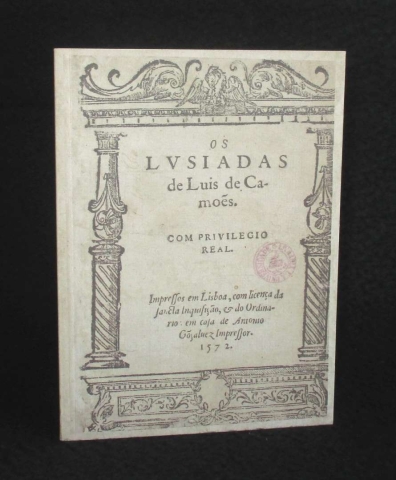 OS
LVSIADAS
de Luis de Ca-
moẽs.
COM PRIVILEGIO
REAL.
Impressos em Lisboa, com licença da
sancta Inquisição, & do Ordina-
rio: em casa de Antonio
Gõçaluez Impressor.
1572.